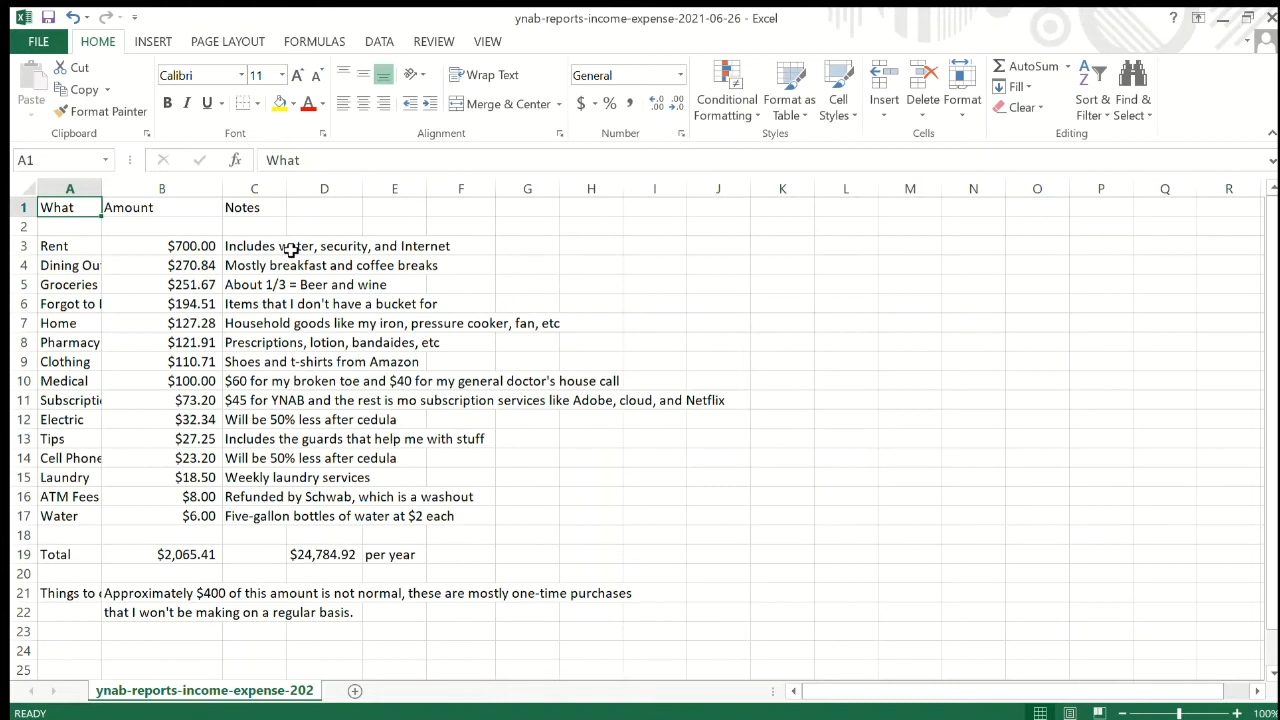 ynab-reports-income-expense-2021-06-26 - Excel
FILE HOME INSERT PAGE LAYOUT FORMULAS DATA REVIEW VIEW
Paste
Cut
Copy
Format Painter
Clipboard
Calibri 11
B I U
Font
Wrap Text
Merge & Center
Alignment
General
$ % ,
Number
Conditional Formatting
Format as Table
Cell Styles
Styles
Insert Delete Format
Cells
AutoSum
Fill
Clear
Sort & Filter
Find & Select
Editing
A1 fx What
A B C D E F G H I J K L M N O P Q R
1 What Amount Notes
2
3 Rent $700.00 Includes water, security, and Internet
4 Dining Ou $270.84 Mostly breakfast and coffee breaks
5 Groceries $251.67 About 1/3 = Beer and wine
6 Forgot to $194.51 Items that I don't have a bucket for
7 Home $127.28 Household goods like my iron, pressure cooker, fan, etc
8 Pharmacy $121.91 Prescriptions, lotion, bandaides, etc
9 Clothing $110.71 Shoes and t-shirts from Amazon
10 Medical $100.00 $60 for my broken toe and $40 for my general doctor's house call
11 Subscripti $73.20 $45 for YNAB and the rest is mo subscription services like Adobe, cloud, and Netflix
12 Electric $32.34 Will be 50% less after cedula
13 Tips $27.25 Includes the guards that help me with stuff
14 Cell Phone $23.20 Will be 50% less after cedula
15 Laundry $18.50 Weekly laundry services
16 ATM Fees $8.00 Refunded by Schwab, which is a washout
17 Water $6.00 Five-gallon bottles of water at $2 each
18
19 Total $2,065.41 $24,784.92 per year
20
21 Things to Approximately $400 of this amount is not normal, these are mostly one-time purchases
22 that I won't be making on a regular basis.
23
24
25
ynab-reports-income-expense-202
READY 100%